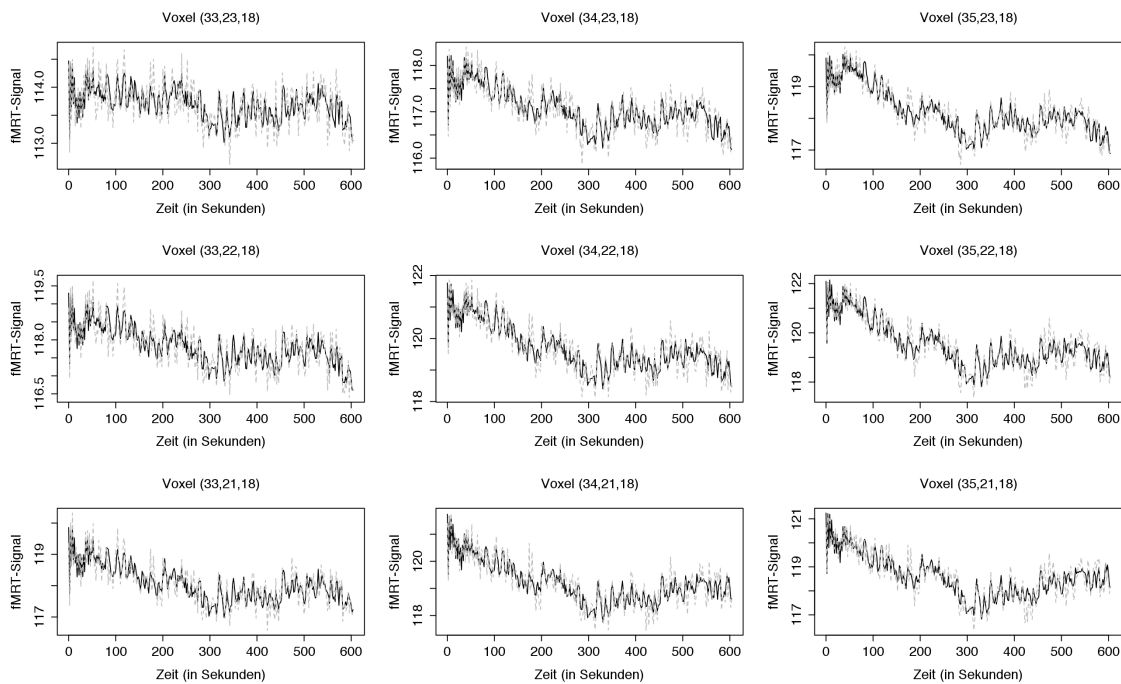 Voxel (33,23,18)
fMRT-Signal
113.0 114.0
0 100 200 300 400 500 600
Zeit (in Sekunden)
Voxel (34,23,18)
fMRT-Signal
116.0 117.0 118.0
0 100 200 300 400 500 600
Zeit (in Sekunden)
Voxel (35,23,18)
fMRT-Signal
117 119
0 100 200 300 400 500 600
Zeit (in Sekunden)
Voxel (33,22,18)
fMRT-Signal
116.5 118.0 119.5
0 100 200 300 400 500 600
Zeit (in Sekunden)
Voxel (34,22,18)
fMRT-Signal
118 120 122
0 100 200 300 400 500 600
Zeit (in Sekunden)
Voxel (35,22,18)
fMRT-Signal
118 120 122
0 100 200 300 400 500 600
Zeit (in Sekunden)
Voxel (33,21,18)
fMRT-Signal
117 119
0 100 200 300 400 500 600
Zeit (in Sekunden)
Voxel (34,21,18)
fMRT-Signal
118 120
0 100 200 300 400 500 600
Zeit (in Sekunden)
Voxel (35,21,18)
fMRT-Signal
117 119 121
0 100 200 300 400 500 600
Zeit (in Sekunden)